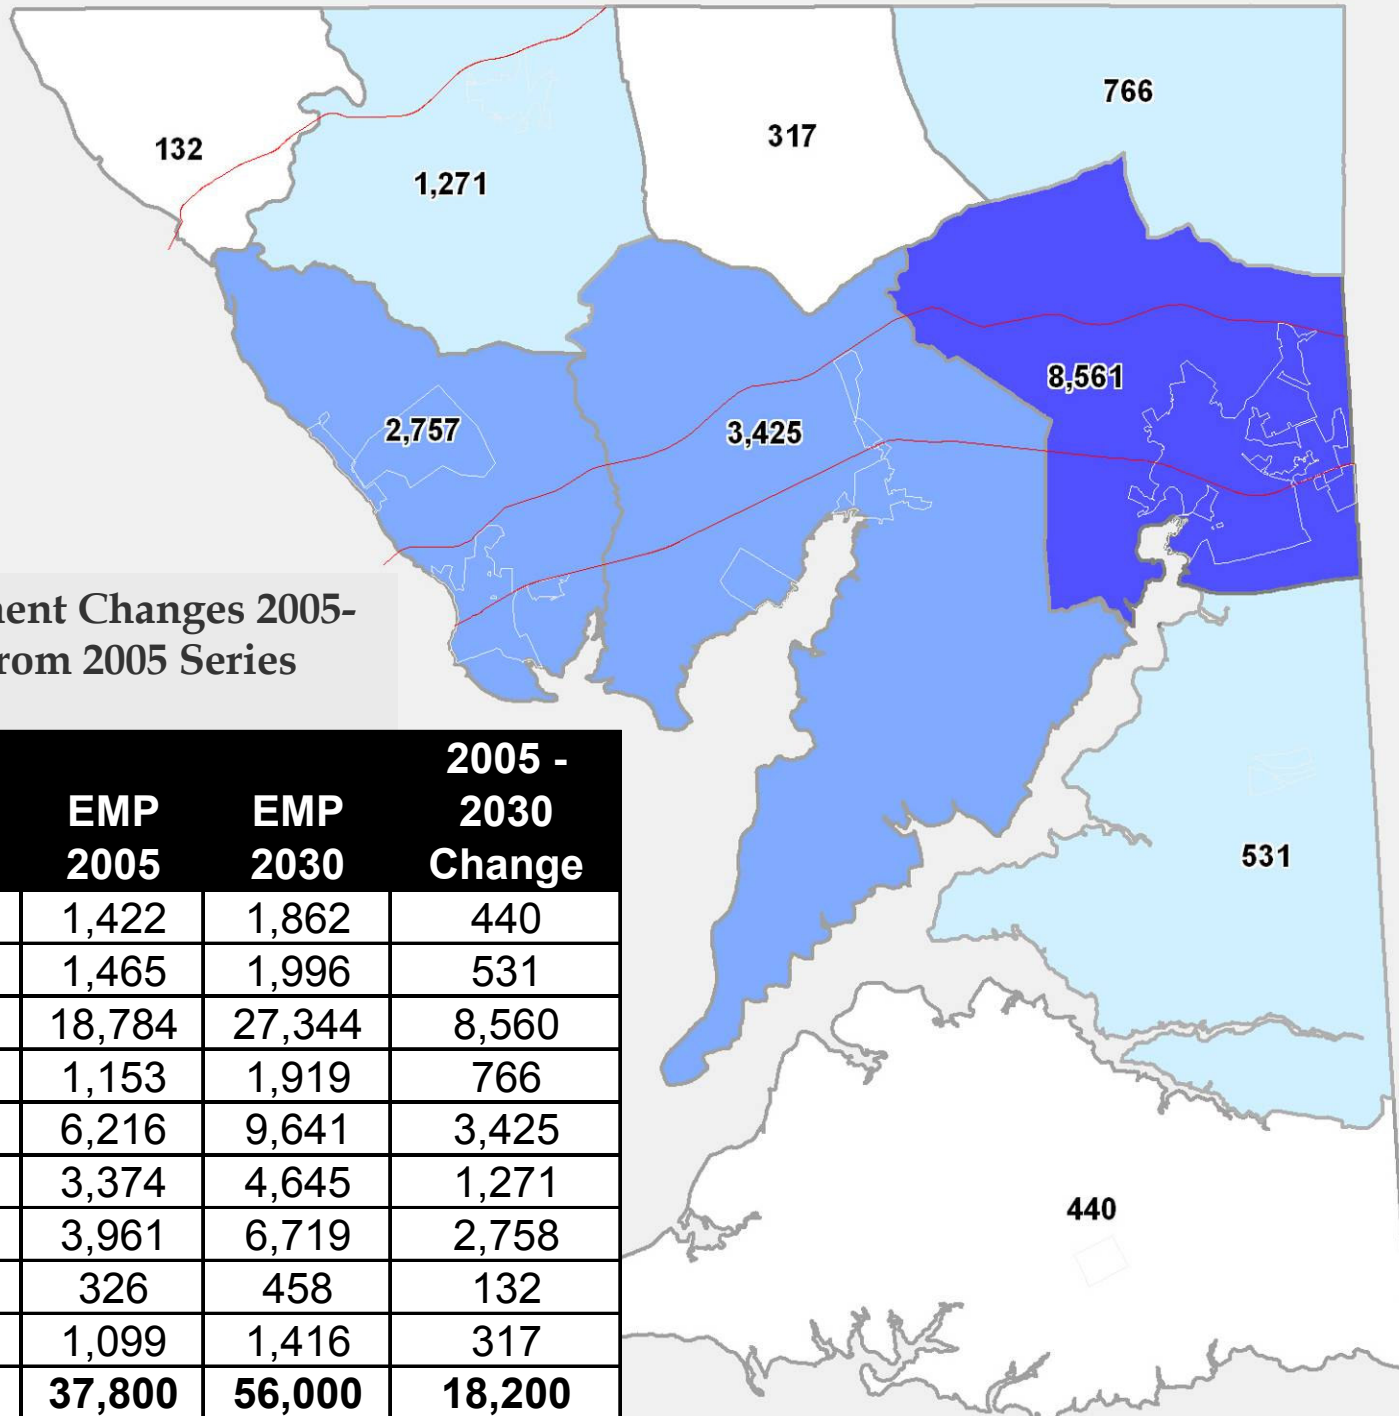 766
132
317
1,271
8,561
2,757
3,425
ent Changes 2005-
rom 2005 Series
EMP 2005
EMP 2030
2005 - 2030 Change
1,422 1,862 440
1,465 1,996 531
18,784 27,344 8,560
1,153 1,919 766
6,216 9,641 3,425
3,374 4,645 1,271
3,961 6,719 2,758
326 458 132
1,099 1,416 317
37,800 56,000 18,200
531
440